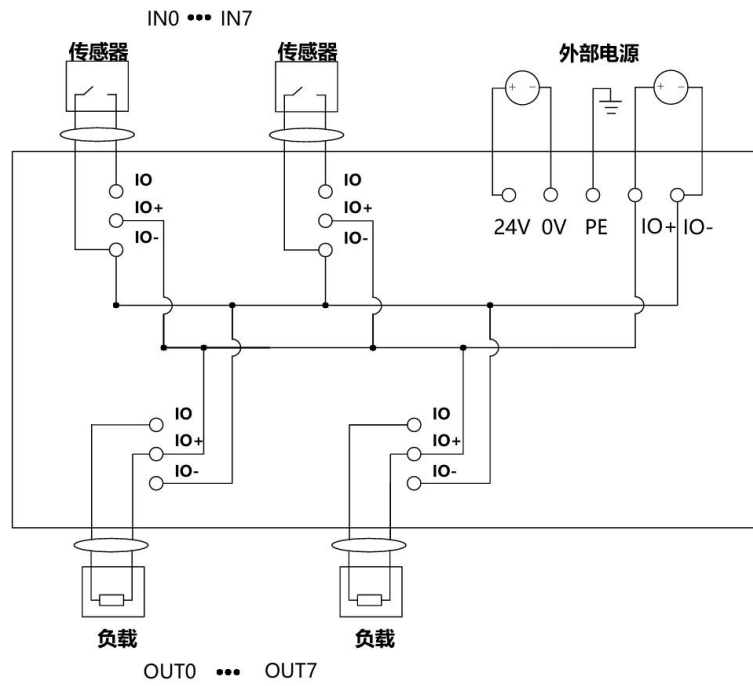 IN0 ••• IN7
传感器 传感器 外部电源
+ − + −
IO IO
IO+ IO+
IO- IO-
24V 0V PE IO+ IO-
IO IO
IO+ IO+
IO- IO-
负载 负载
OUT0 ••• OUT7